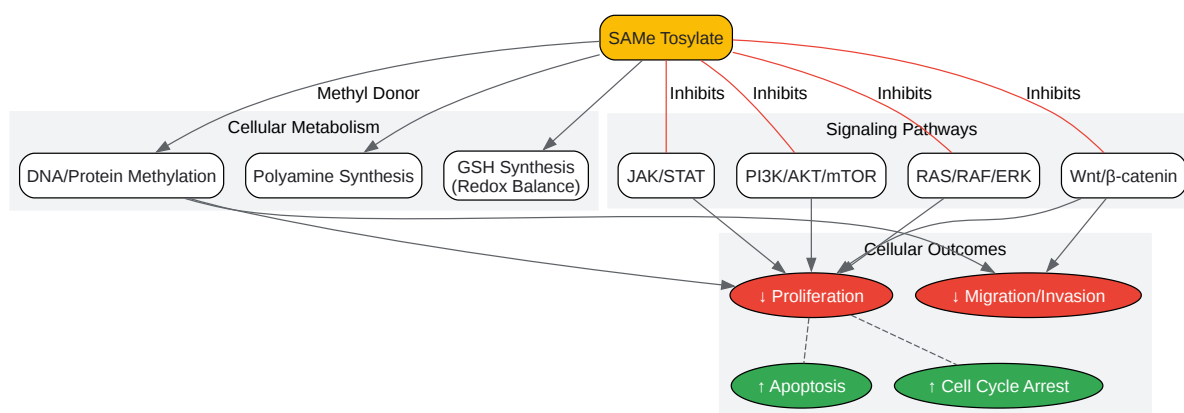 SAMe Tosylate
Methyl Donor
Inhibits
Inhibits
Inhibits
Inhibits
Cellular Metabolism
Signaling Pathways
DNA/Protein Methylation
Polyamine Synthesis
GSH Synthesis
(Redox Balance)
JAK/STAT
PI3K/AKT/mTOR
RAS/RAF/ERK
Wnt/β-catenin
Cellular Outcomes
↓ Proliferation
↓ Migration/Invasion
↑ Apoptosis
↑ Cell Cycle Arrest